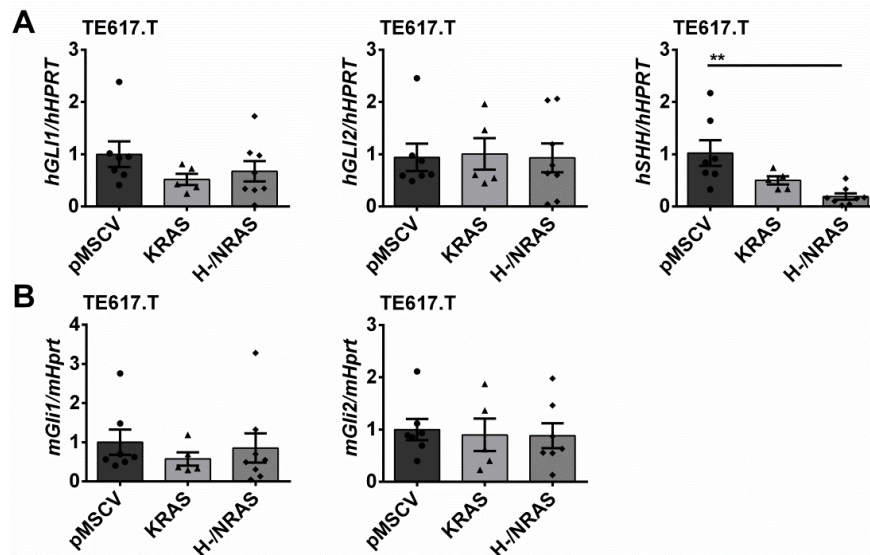 A
TE617.T
hGLI1/hHPRT
3
2
1
0
pMSCV
KRAS
H-/NRAS
TE617.T
hGLI2/hHPRT
3
2
1
0
pMSCV
KRAS
H-/NRAS
TE617.T
hSHH/hHPRT
3
2
1
0
**
pMSCV
KRAS
H-/NRAS
B
TE617.T
mGli1/mHprt
4
3
2
1
0
pMSCV
KRAS
H-/NRAS
TE617.T
mGli2/mHprt
3
2
1
0
pMSCV
KRAS
H-/NRAS